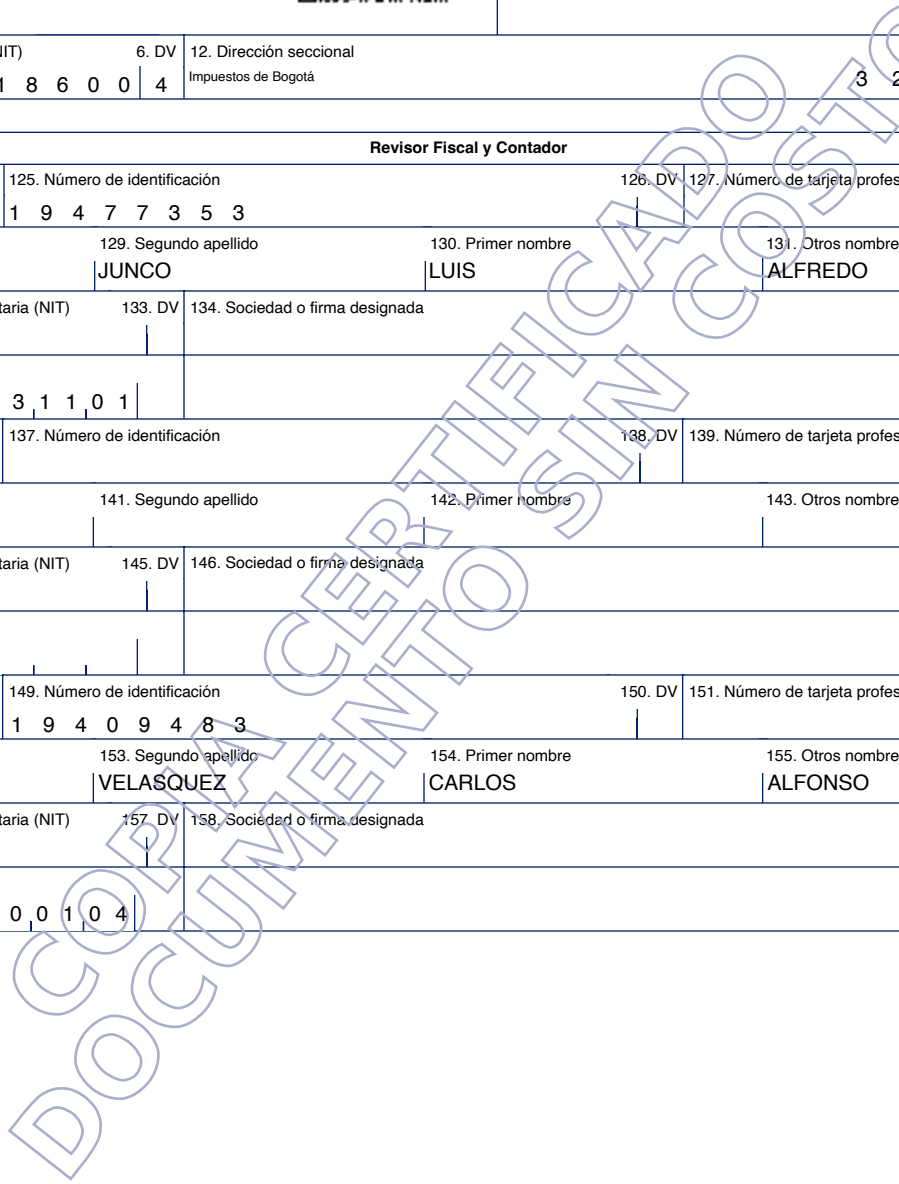 6. DV 12. Dirección seccional
8 6 0 0 4 Impuestos de Bogotá 3 2
Revisor Fiscal y Contador
125. Número de identificación 126. DV 127. Número de tarjeta profes
1 9 4 7 7 3 5 3
129. Segundo apellido 130. Primer nombre 131. Otros nombre
JUNCO LUIS ALFREDO
taria (NIT) 133. DV 134. Sociedad o firma designada
3 1 1 0 1
137. Número de identificación 138. DV 139. Número de tarjeta profes
141. Segundo apellido 142. Primer nombre 143. Otros nombre
taria (NIT) 145. DV 146. Sociedad o firma designada
149. Número de identificación 150. DV 151. Número de tarjeta profes
1 9 4 0 9 4 8 3
153. Segundo apellido 154. Primer nombre 155. Otros nombre
VELASQUEZ CARLOS ALFONSO
taria (NIT) 157. DV 158. Sociedad o firma designada
0 0 1 0 4
COPIA CERTIFICADO
DOCUMENTO SIN COSTO